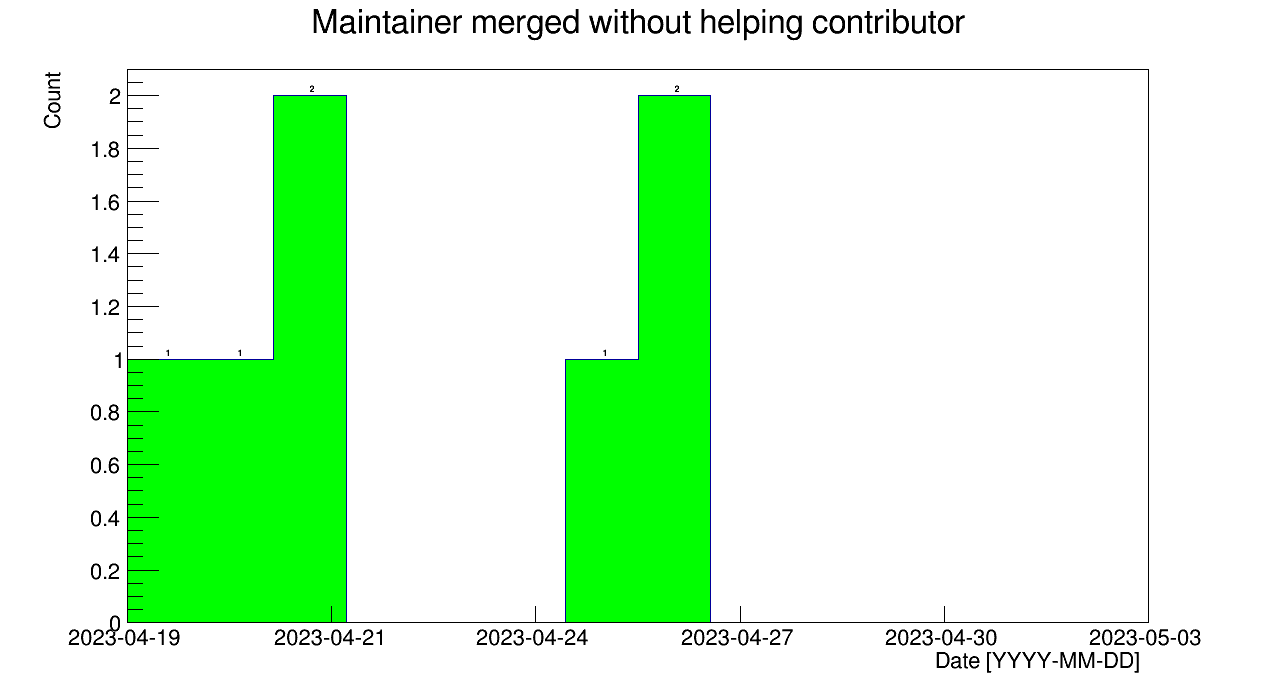 Maintainer merged without helping contributor
Count
2
1.8
1.6
1.4
1.2
1
0.8
0.6
0.4
0.2
0
1 1 2 1 2
2023-04-19 2023-04-21 2023-04-24 2023-04-27 2023-04-30 2023-05-03
Date [YYYY-MM-DD]